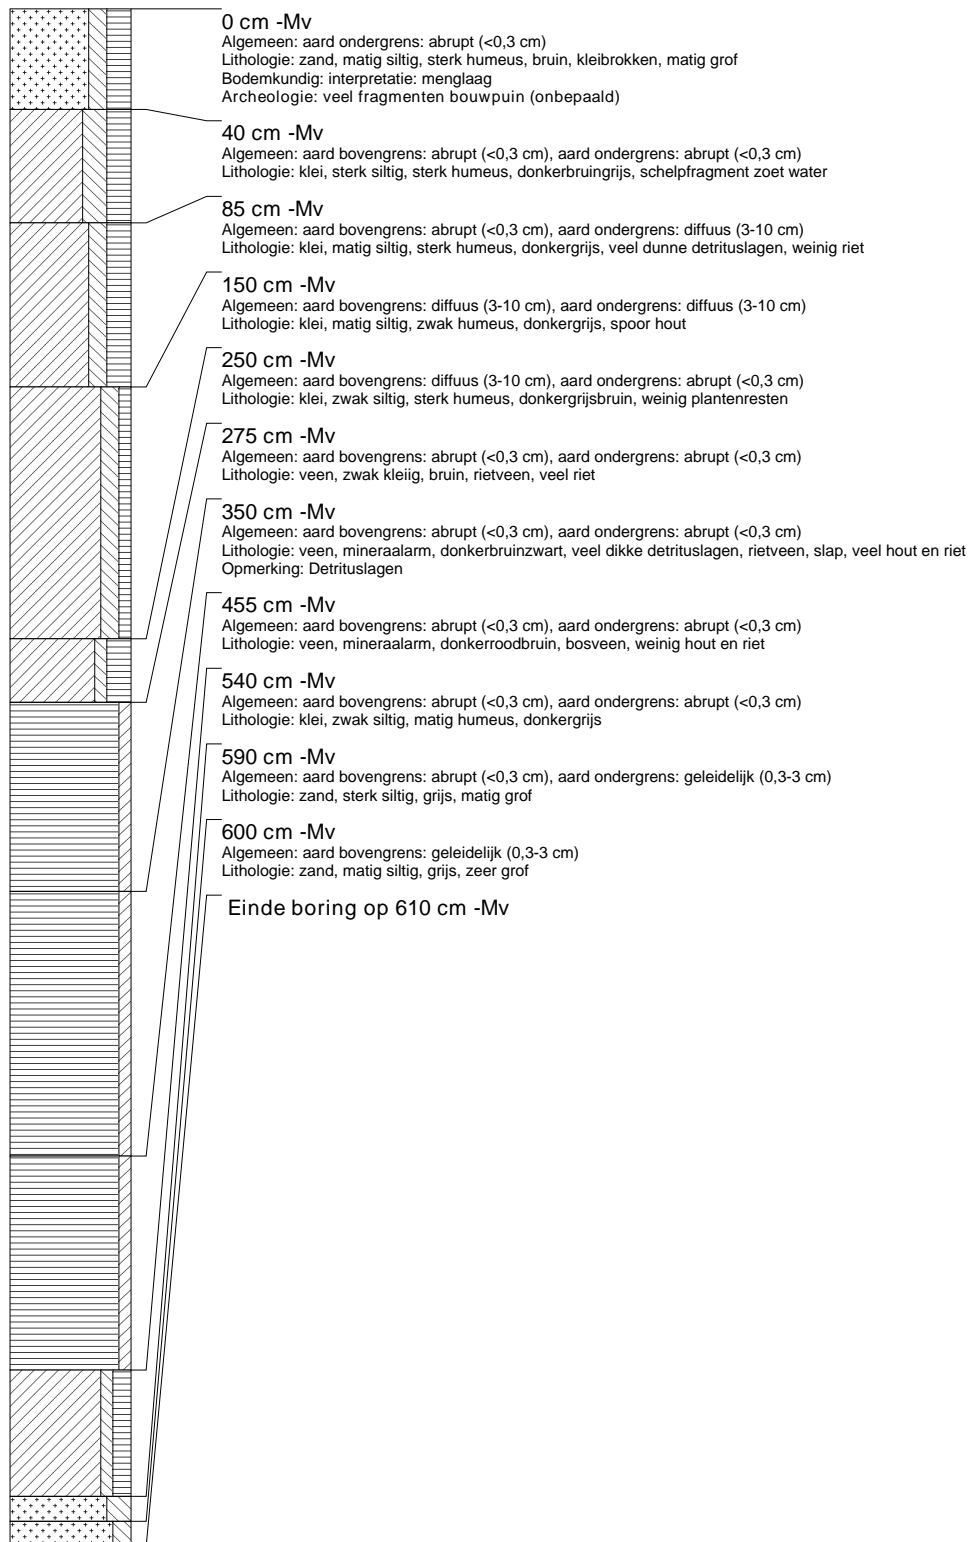 0 cm -Mv
Algemeen: aard ondergrens: abrupt (<0,3 cm)
Lithologie: zand, matig siltig, sterk humeus, bruin, kleibrokken, matig grof
Bodemkundig: interpretatie: menglaag
Archeologie: veel fragmenten bouwpuin (onbepaald)
40 cm -Mv
Algemeen: aard bovengrens: abrupt (<0,3 cm), aard ondergrens: abrupt (<0,3 cm)
Lithologie: klei, sterk siltig, sterk humeus, donkerbruingrijs, schelpfragment zoet water
85 cm -Mv
Algemeen: aard bovengrens: abrupt (<0,3 cm), aard ondergrens: diffuus (3-10 cm)
Lithologie: klei, matig siltig, sterk humeus, donkergrijs, veel dunne detrituslagen, weinig riet
150 cm -Mv
Algemeen: aard bovengrens: diffuus (3-10 cm), aard ondergrens: diffuus (3-10 cm)
Lithologie: klei, matig siltig, zwak humeus, donkergrijs, spoor hout
250 cm -Mv
Algemeen: aard bovengrens: diffuus (3-10 cm), aard ondergrens: abrupt (<0,3 cm)
Lithologie: klei, zwak siltig, sterk humeus, donkergrijsbruin, weinig plantenresten
275 cm -Mv
Algemeen: aard bovengrens: abrupt (<0,3 cm), aard ondergrens: abrupt (<0,3 cm)
Lithologie: veen, zwak kleiig, bruin, rietveen, veel riet
350 cm -Mv
Algemeen: aard bovengrens: abrupt (<0,3 cm), aard ondergrens: abrupt (<0,3 cm)
Lithologie: veen, mineraalarm, donkerbruinzwart, veel dikke detrituslagen, rietveen, slap, veel hout en riet
Opmerking: Detrituslagen
455 cm -Mv
Algemeen: aard bovengrens: abrupt (<0,3 cm), aard ondergrens: abrupt (<0,3 cm)
Lithologie: veen, mineraalarm, donkerroodbruin, bosveen, weinig hout en riet
540 cm -Mv
Algemeen: aard bovengrens: abrupt (<0,3 cm), aard ondergrens: abrupt (<0,3 cm)
Lithologie: klei, zwak siltig, matig humeus, donkergrijs
590 cm -Mv
Algemeen: aard bovengrens: abrupt (<0,3 cm), aard ondergrens: geleidelijk (0,3-3 cm)
Lithologie: zand, sterk siltig, grijs, matig grof
600 cm -Mv
Algemeen: aard bovengrens: geleidelijk (0,3-3 cm)
Lithologie: zand, matig siltig, grijs, zeer grof
Einde boring op 610 cm -Mv